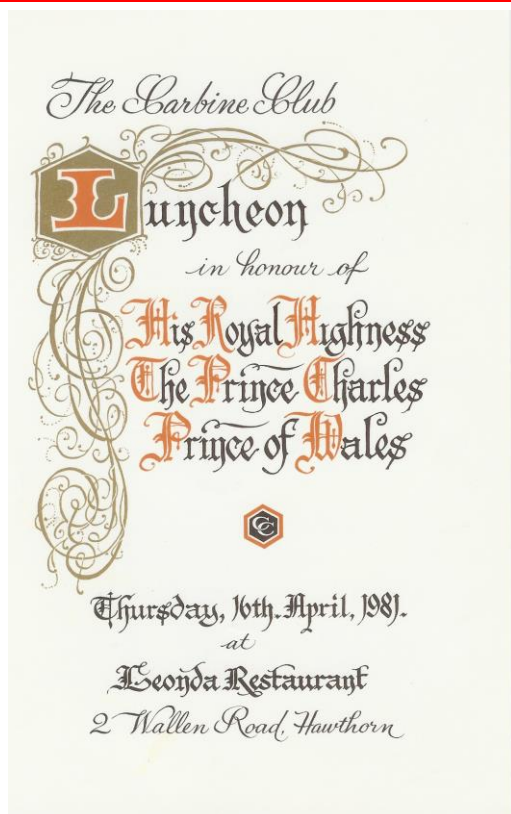 The Carbine Club
Luncheon
in honour of
His Royal Highness
The Prince Charles
Prince of Wales
CC
Thursday, 16th. April, 1981.
at
Leonda Restaurant
2 Wallen Road, Hawthorn